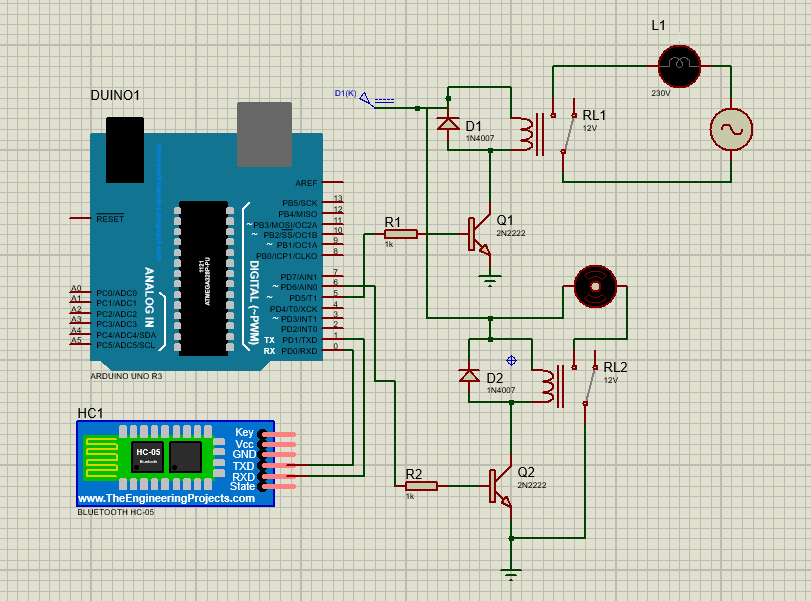 L1
230V
DUINO1
D1(K)
D1
1N4007
RL1
12V
AREF
13
PB5/SCK
12
RESET
PB4/MISO
11
~PB3/MOSI/OC2A
10
~ PB2/SS/OC1B
9
~ PB1/OC1A
8
PB0/ICP1/CLKO
R1
1k
Q1
2N2222
1121
ATMEGA328P-PU
ANALOG IN
DIGITAL (~PWM)
7
PD7/AIN1
6
~ PD6/AIN0
5
~ PD5/T1
4
PD4/T0/XCK
3
~ PD3/INT1
2
PD2/INT0
1
TX PD1/TXD
0
RX PD0/RXD
A0
PC0/ADC0
A1
PC1/ADC1
A2
PC2/ADC2
A3
PC3/ADC3
A4
PC4/ADC4/SDA
A5
PC5/ADC5/SCL
ARDUINO UNO R3
D2
1N4007
RL2
12V
HC1
HC-05
Bluetooth
Key
Vcc
GND
TXD
RXD
State
www.TheEngineeringProjects.com
BLUETOOTH HC-05
R2
1k
Q2
2N2222